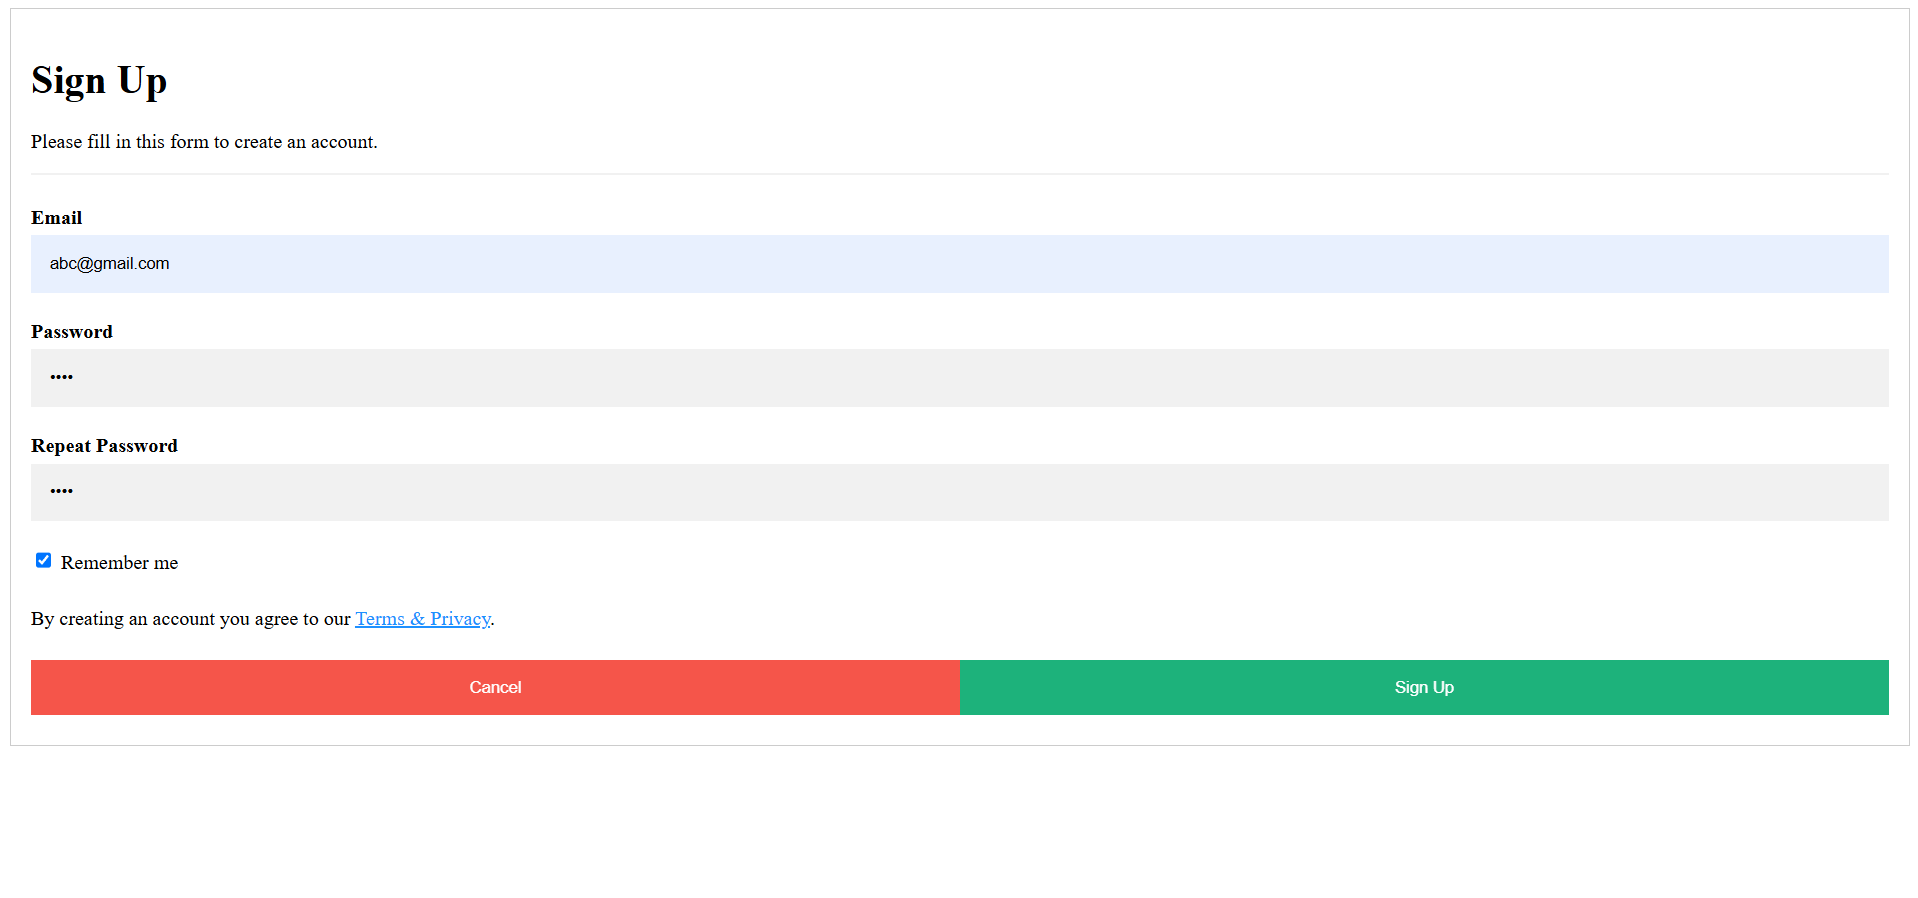 Sign Up
Please fill in this form to create an account.
Email
abc@gmail.com
Password
••••
Repeat Password
••••
Remember me
By creating an account you agree to our Terms & Privacy.
Cancel
Sign Up